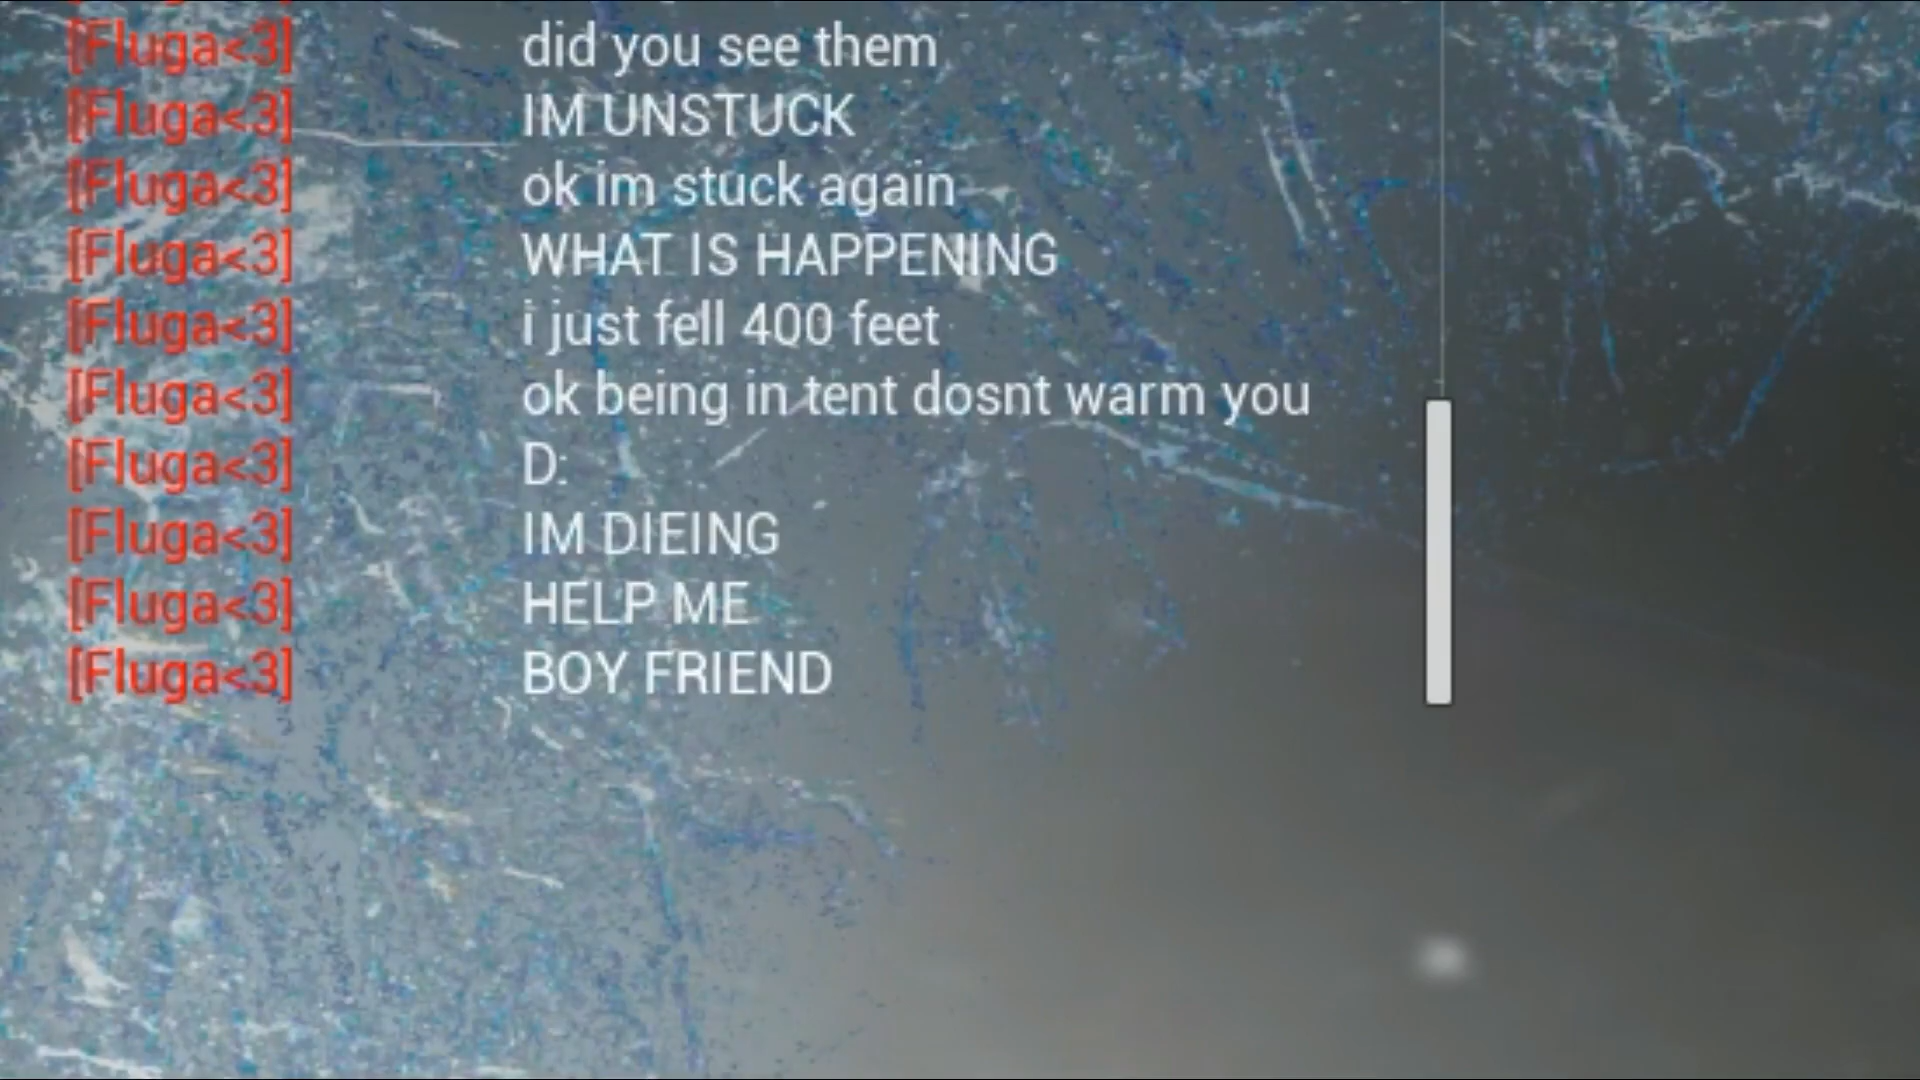 [Fluga<3] did you see them
[Fluga<3] IM UNSTUCK
[Fluga<3] ok im stuck again
[Fluga<3] WHAT IS HAPPENING
[Fluga<3] i just fell 400 feet
[Fluga<3] ok being in tent dosnt warm you
[Fluga<3] D:
[Fluga<3] IM DIEING
[Fluga<3] HELP ME
[Fluga<3] BOY FRIEND